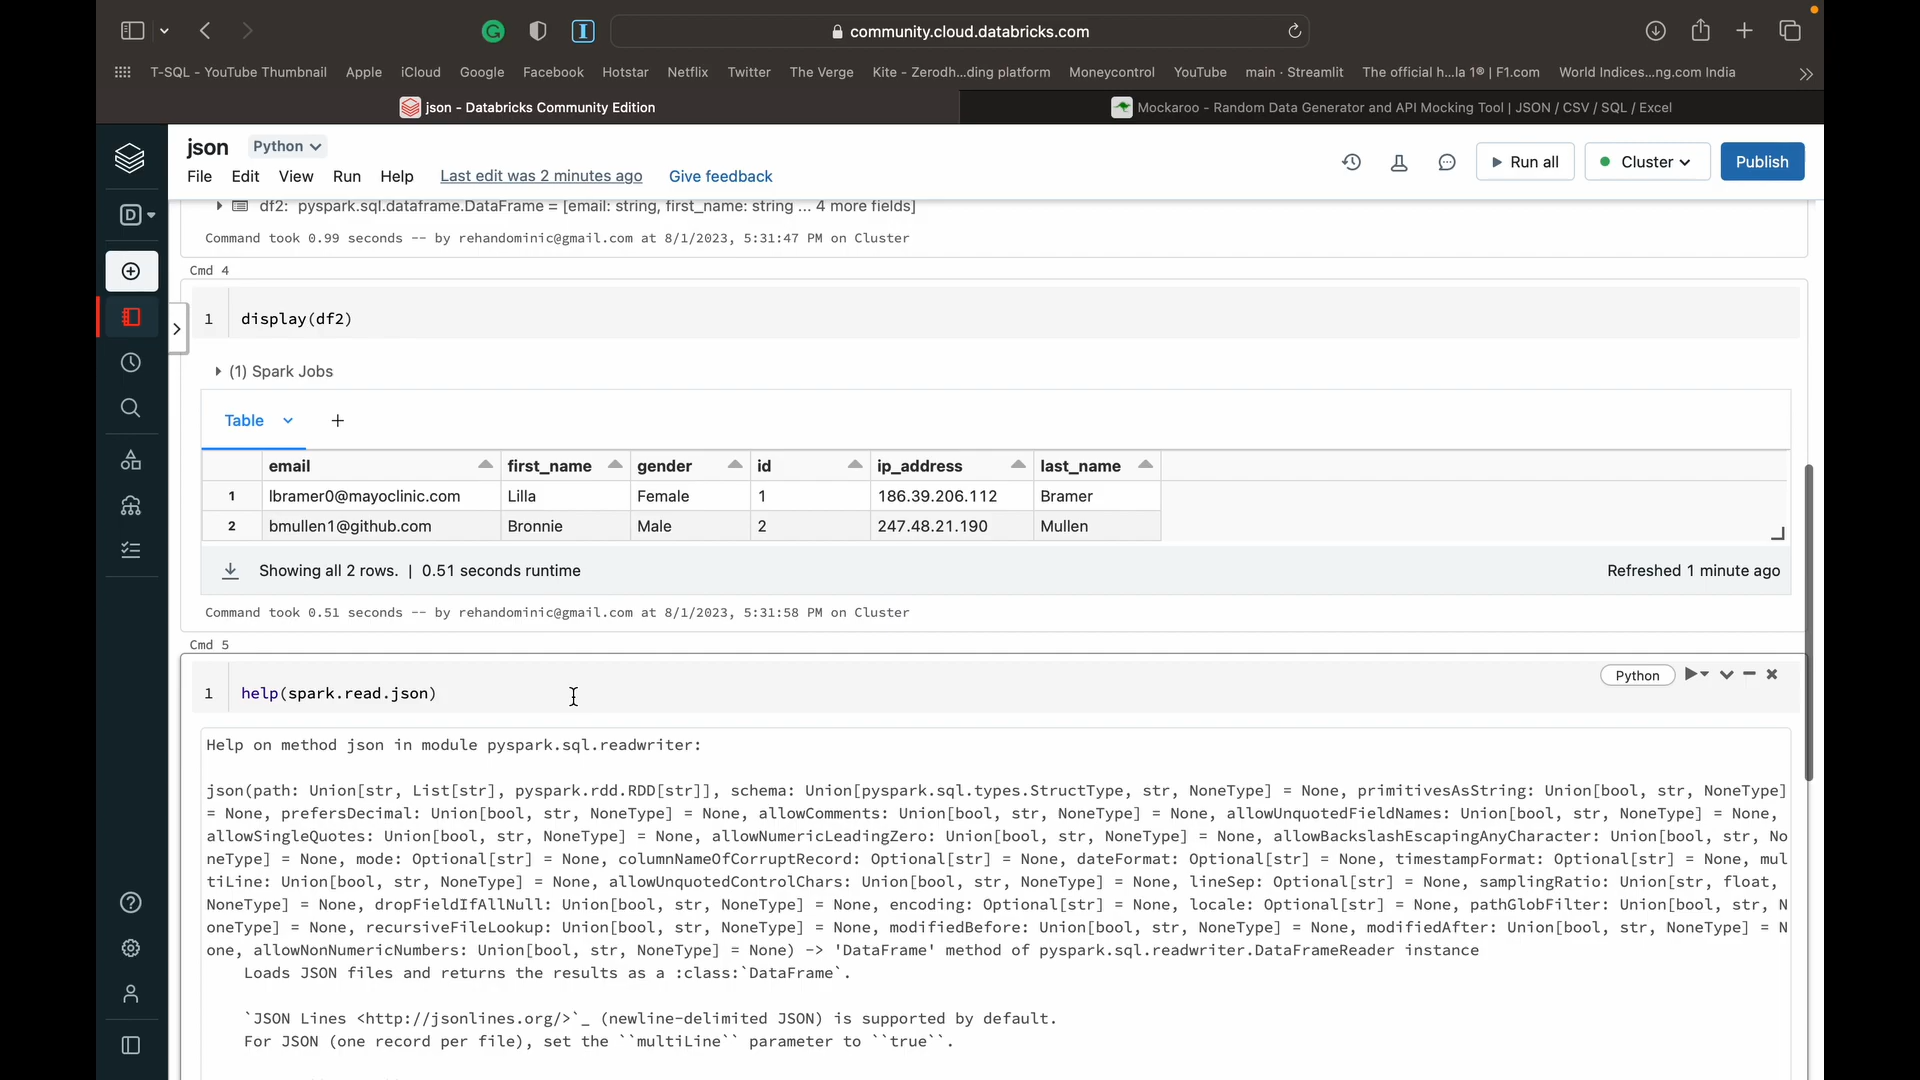 community.cloud.databricks.com
T-SQL - YouTube Thumbnail Apple iCloud Google Facebook Hotstar Netflix Twitter The Verge Kite - Zerodh...ding platform Moneycontrol YouTube main · Streamlit The official h...la 1® | F1.com World Indices...ng.com India
json - Databricks Community Edition Mockaroo - Random Data Generator and API Mocking Tool | JSON / CSV / SQL / Excel
json Python
Run all Cluster Publish
File Edit View Run Help Last edit was 2 minutes ago Give feedback
D
df2: pyspark.sql.dataframe.DataFrame = [email: string, first_name: string ... 4 more fields]
Command took 0.99 seconds -- by rehandominic@gmail.com at 8/1/2023, 5:31:47 PM on Cluster
Cmd 4
1 display(df2)
(1) Spark Jobs
Table +
email first_name gender id ip_address last_name
1 lbramer0@mayoclinic.com Lilla Female 1 186.39.206.112 Bramer
2 bmullen1@github.com Bronnie Male 2 247.48.21.190 Mullen
Showing all 2 rows. | 0.51 seconds runtime Refreshed 1 minute ago
Command took 0.51 seconds -- by rehandominic@gmail.com at 8/1/2023, 5:31:58 PM on Cluster
Cmd 5
Python
1 help(spark.read.json)
Help on method json in module pyspark.sql.readwriter:
json(path: Union[str, List[str], pyspark.rdd.RDD[str]], schema: Union[pyspark.sql.types.StructType, str, NoneType] = None, primitivesAsString: Union[bool, str, NoneType]
= None, prefersDecimal: Union[bool, str, NoneType] = None, allowComments: Union[bool, str, NoneType] = None, allowUnquotedFieldNames: Union[bool, str, NoneType] = None,
allowSingleQuotes: Union[bool, str, NoneType] = None, allowNumericLeadingZero: Union[bool, str, NoneType] = None, allowBackslashEscapingAnyCharacter: Union[bool, str, No
neType] = None, mode: Optional[str] = None, columnNameOfCorruptRecord: Optional[str] = None, dateFormat: Optional[str] = None, timestampFormat: Optional[str] = None, mul
tiLine: Union[bool, str, NoneType] = None, allowUnquotedControlChars: Union[bool, str, NoneType] = None, lineSep: Optional[str] = None, samplingRatio: Union[str, float,
NoneType] = None, dropFieldIfAllNull: Union[bool, str, NoneType] = None, encoding: Optional[str] = None, locale: Optional[str] = None, pathGlobFilter: Union[bool, str, N
oneType] = None, recursiveFileLookup: Union[bool, str, NoneType] = None, modifiedBefore: Union[bool, str, NoneType] = None, modifiedAfter: Union[bool, str, NoneType] = N
one, allowNonNumericNumbers: Union[bool, str, NoneType] = None) -> 'DataFrame' method of pyspark.sql.readwriter.DataFrameReader instance
Loads JSON files and returns the results as a :class:`DataFrame`.
`JSON Lines <http://jsonlines.org/>`_ (newline-delimited JSON) is supported by default.
For JSON (one record per file), set the ``multiLine`` parameter to ``true``.